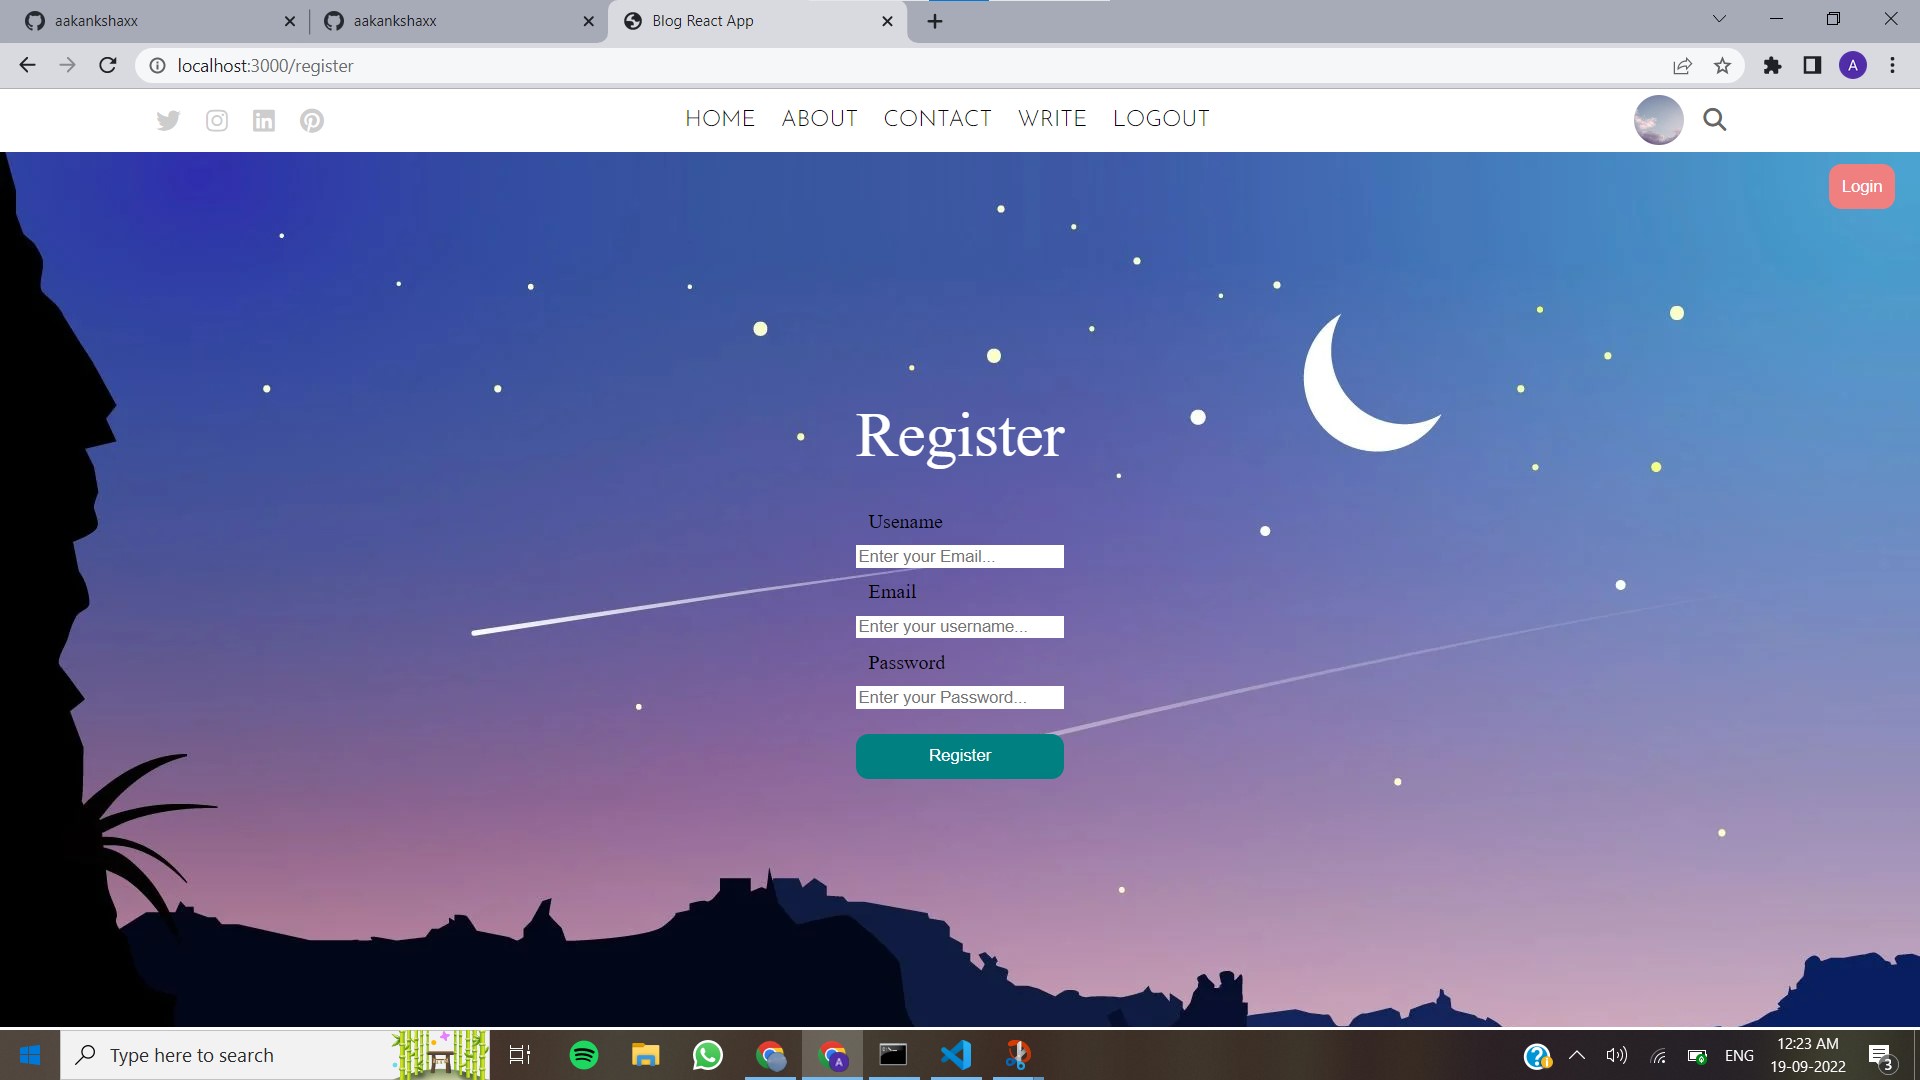 aakankshaxx
aakankshaxx
Blog React App
localhost:3000/register
A
HOME ABOUT CONTACT WRITE LOGOUT
Login
Register
Usename
Enter your Email...
Email
Enter your username...
Password
Enter your Password...
Register
Type here to search
A
ENG
12:23 AM
19-09-2022
3